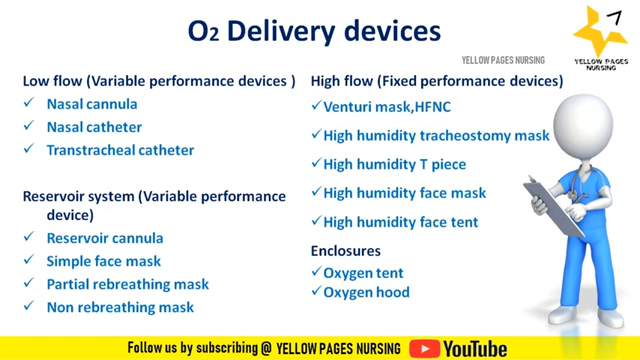 O2 Delivery devices
7
YELLOW PAGES NURSING
YELLOW PAGES
NURSING
Low flow (Variable performance devices )
✓ Nasal cannula
✓ Nasal catheter
✓ Transtracheal catheter
Reservoir system (Variable performance
device)
✓ Reservoir cannula
✓ Simple face mask
✓ Partial rebreathing mask
✓ Non rebreathing mask
High flow (Fixed performance devices)
✓Venturi mask,HFNC
✓High humidity tracheostomy mask
✓High humidity T piece
✓High humidity face mask
✓High humidity face tent
Enclosures
✓Oxygen tent
✓Oxygen hood
Follow us by subscribing @ YELLOW PAGES NURSING YouTube